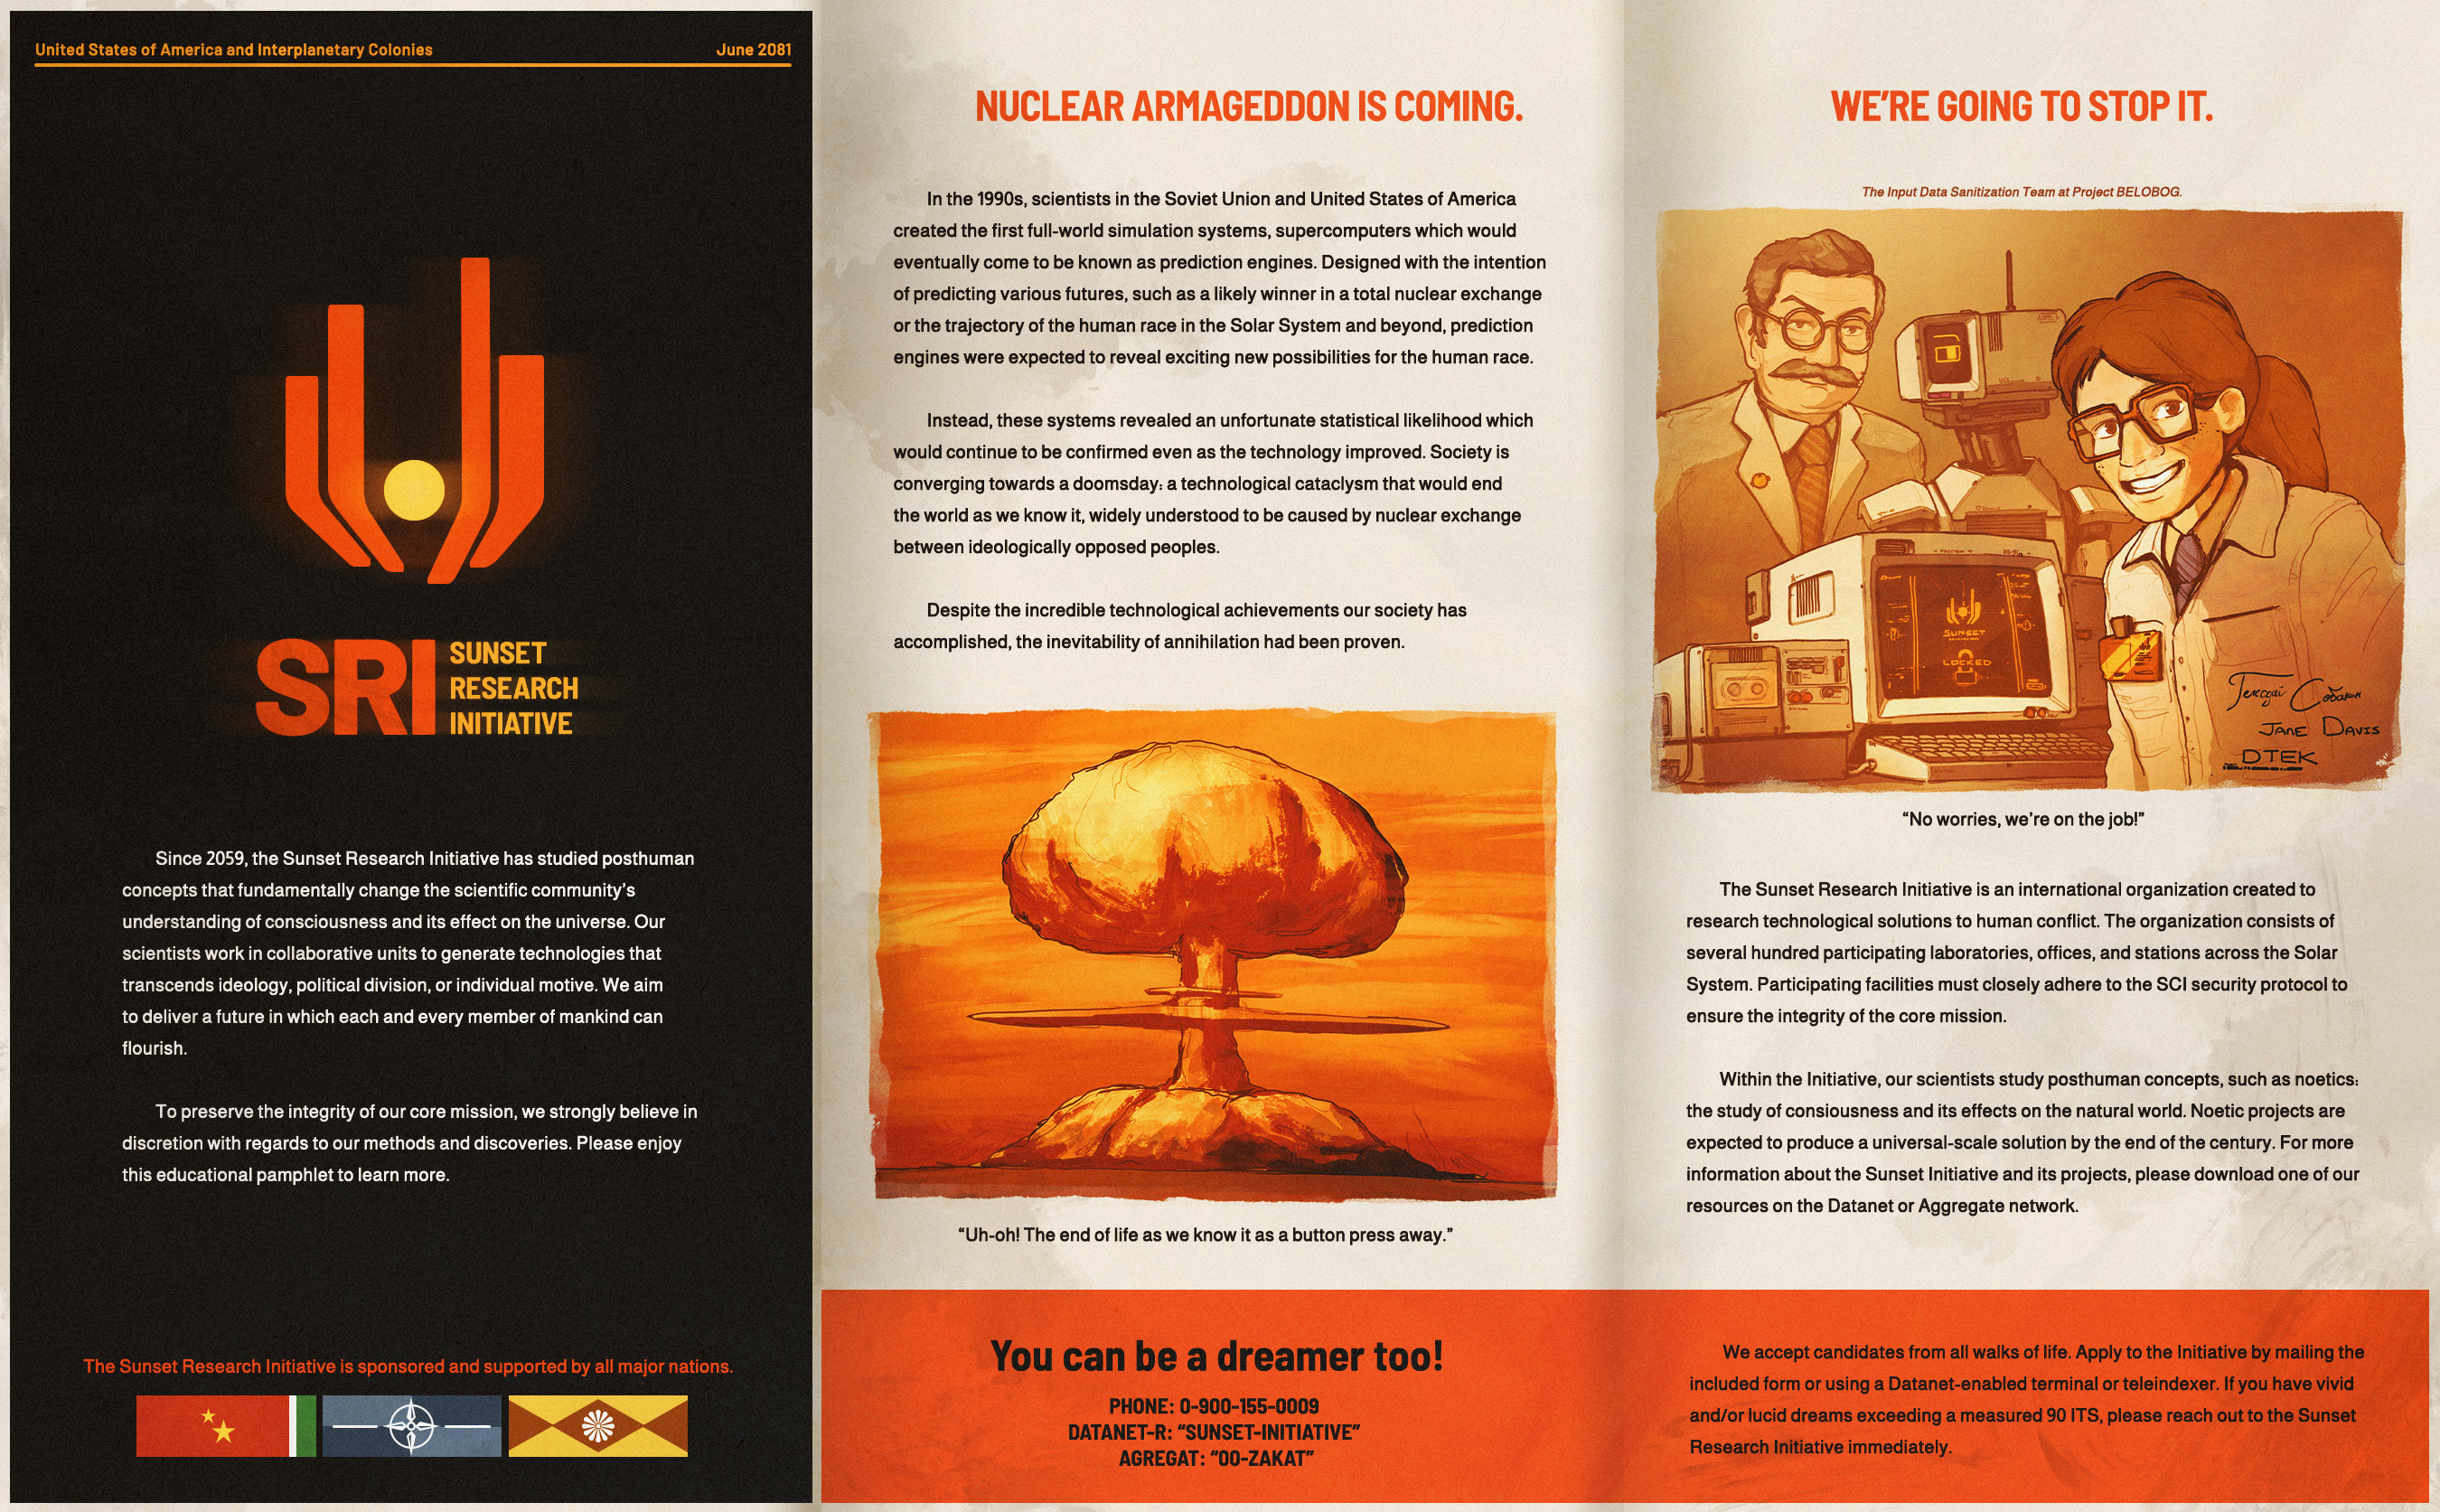 United States of America and Interplanetary Colonies
June 2081
SRI
SUNSET
RESEARCH
INITIATIVE
Since 2059, the Sunset Research Initiative has studied posthuman
concepts that fundamentally change the scientific community's
understanding of consciousness and its effect on the universe. Our
scientists work in collaborative units to generate technologies that
transcends ideology, political division, or individual motive. We aim
to deliver a future in which each and every member of mankind can
flourish.
To preserve the integrity of our core mission, we strongly believe in
discretion with regards to our methods and discoveries. Please enjoy
this educational pamphlet to learn more.
The Sunset Research Initiative is sponsored and supported by all major nations.
NUCLEAR ARMAGEDDON IS COMING.
In the 1990s, scientists in the Soviet Union and United States of America
created the first full-world simulation systems, supercomputers which would
eventually come to be known as prediction engines. Designed with the intention
of predicting various futures, such as a likely winner in a total nuclear exchange
or the trajectory of the human race in the Solar System and beyond, prediction
engines were expected to reveal exciting new possibilities for the human race.
Instead, these systems revealed an unfortunate statistical likelihood which
would continue to be confirmed even as the technology improved. Society is
converging towards a doomsday: a technological cataclysm that would end
the world as we know it, widely understood to be caused by nuclear exchange
between ideologically opposed peoples.
Despite the incredible technological achievements our society has
accomplished, the inevitability of annihilation had been proven.
“Uh-oh! The end of life as we know it as a button press away.”
You can be a dreamer too!
PHONE: 0-900-155-0009
DATANET-R: “SUNSET-INITIATIVE”
AGREGAT: “00-ZAKAT”
WE'RE GOING TO STOP IT.
The Input Data Sanitization Team at Project BELOBOG.
SUNSET
LOCKED
JANE DAVIS
DTEK
“No worries, we're on the job!”
The Sunset Research Initiative is an international organization created to
research technological solutions to human conflict. The organization consists of
several hundred participating laboratories, offices, and stations across the Solar
System. Participating facilities must closely adhere to the SCI security protocol to
ensure the integrity of the core mission.
Within the Initiative, our scientists study posthuman concepts, such as noetics:
the study of consiousness and its effects on the natural world. Noetic projects are
expected to produce a universal-scale solution by the end of the century. For more
information about the Sunset Initiative and its projects, please download one of our
resources on the Datanet or Aggregate network.
We accept candidates from all walks of life. Apply to the Initiative by mailing the
included form or using a Datanet-enabled terminal or teleindexer. If you have vivid
and/or lucid dreams exceeding a measured 90 ITS, please reach out to the Sunset
Research Initiative immediately.